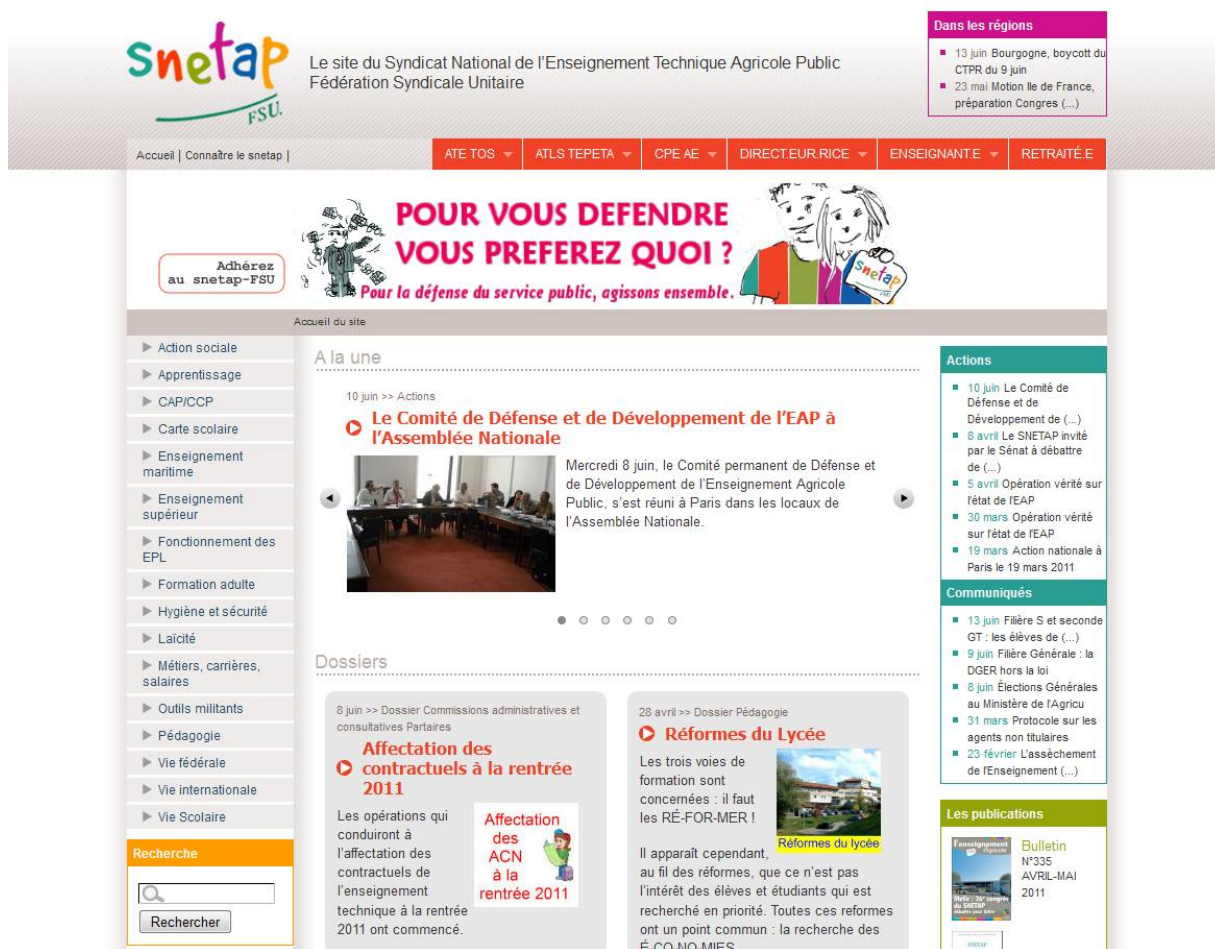 snetap
FSU.
Le site du Syndicat National de l'Enseignement Technique Agricole Public
Fédération Syndicale Unitaire
Dans les régions
13 juin Bourgogne, boycott du
CTPR du 9 juin
23 mai Motion Ile de France,
préparation Congres (...)
Accueil | Connaître le snetap |
ATE TOS
ATLS TEPETA
CPE AE
DIRECT.EUR.RICE
ENSEIGNANT.E
RETRAITÉ.E
Adhérez
au snetap-FSU
POUR VOUS DEFENDRE
VOUS PREFEREZ QUOI ?
Pour la défense du service public, agissons ensemble.
snetap
Accueil du site
Action sociale
Apprentissage
CAP/CCP
Carte scolaire
Enseignement
maritime
Enseignement
supérieur
Fonctionnement des
EPL
Formation adulte
Hygiène et sécurité
Laïcité
Métiers, carrières,
salaires
Outils militants
Pédagogie
Vie fédérale
Vie internationale
Vie Scolaire
Recherche
Rechercher
A la une
10 juin >> Actions
Le Comité de Défense et de Développement de l'EAP à
l'Assemblée Nationale
Mercredi 8 juin, le Comité permanent de Défense et
de Développement de l'Enseignement Agricole
Public, s'est réuni à Paris dans les locaux de
l'Assemblée Nationale.
Dossiers
8 juin >> Dossier Commissions administratives et
consultatives Partaires
Affectation des
contractuels à la rentrée
2011
Les opérations qui
conduiront à
l'affectation des
contractuels de
l'enseignement
technique à la rentrée
2011 ont commencé.
Affectation
des
ACN
à la
rentrée 2011
28 avril >> Dossier Pédagogie
Réformes du Lycée
Les trois voies de
formation sont
concernées : il faut
les RÉ-FOR-MER !
Réformes du lycée
Il apparaît cependant,
au fil des réformes, que ce n'est pas
l'intérêt des élèves et étudiants qui est
recherché en priorité. Toutes ces reformes
ont un point commun : la recherche des
É-CO-NO-MIES
Actions
10 juin Le Comité de
Défense et de
Développement de (...)
8 avril Le SNETAP invité
par le Sénat à débattre
de (...)
5 avril Opération vérité sur
l'état de l'EAP
30 mars Opération vérité
sur l'état de l'EAP
19 mars Action nationale à
Paris le 19 mars 2011
Communiqués
13 juin Filière S et seconde
GT : les élèves de (...)
9 juin Filière Générale : la
DGER hors la loi
8 juin Élections Générales
au Ministère de l'Agricu
31 mars Protocole sur les
agents non titulaires
23 février L'assèchement
de l'Enseignement (...)
Les publications
l'enseignement
agricole
Melle : 26e congrès
du SNETAP
Bulletin
N°335
AVRIL-MAI
2011
SNETAP